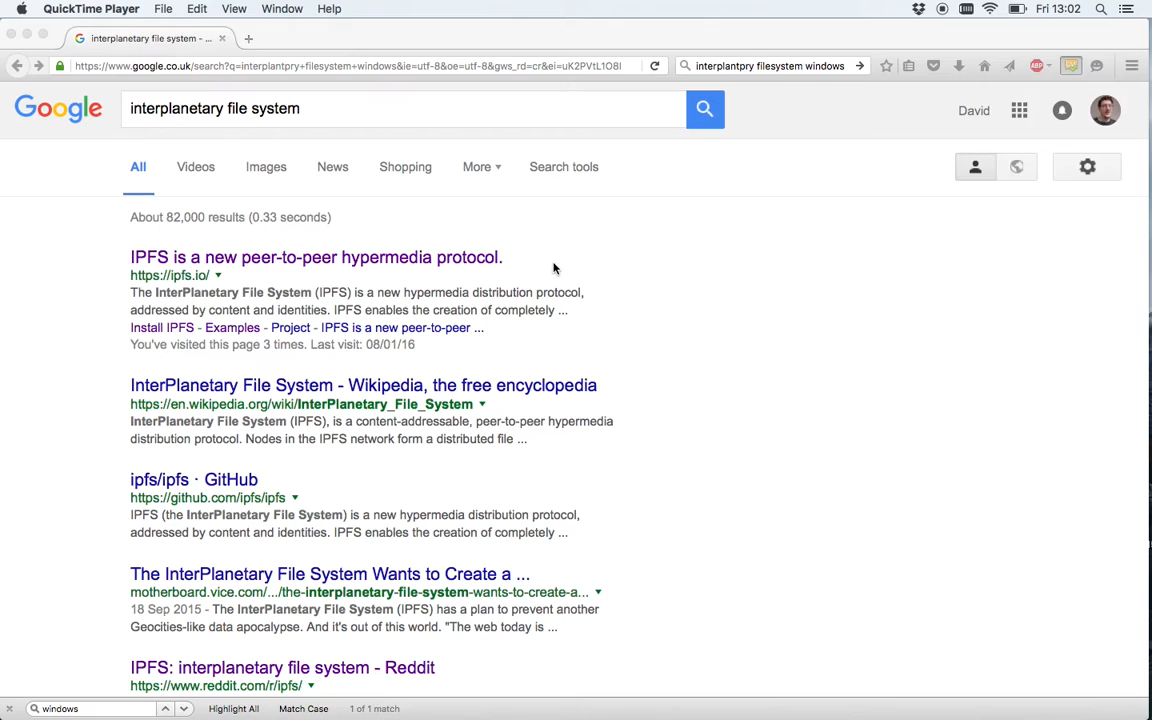 QuickTime Player File Edit View Window Help Fri 13:02
interplanetary file system - ...
https://www.google.co.uk/search?q=interplantpry+filesystem+windows&ie=utf-8&oe=utf-8&gws_rd=cr&ei=uK2PVtL1O8I interplantpry filesystem windows
Google interplanetary file system David
All Videos Images News Shopping More Search tools
About 82,000 results (0.33 seconds)
IPFS is a new peer-to-peer hypermedia protocol.
https://ipfs.io/
The InterPlanetary File System (IPFS) is a new hypermedia distribution protocol,
addressed by content and identities. IPFS enables the creation of completely ...
Install IPFS - Examples - Project - IPFS is a new peer-to-peer ...
You've visited this page 3 times. Last visit: 08/01/16
InterPlanetary File System - Wikipedia, the free encyclopedia
https://en.wikipedia.org/wiki/InterPlanetary_File_System
InterPlanetary File System (IPFS), is a content-addressable, peer-to-peer hypermedia
distribution protocol. Nodes in the IPFS network form a distributed file ...
ipfs/ipfs · GitHub
https://github.com/ipfs/ipfs
IPFS (the InterPlanetary File System) is a new hypermedia distribution protocol,
addressed by content and identities. IPFS enables the creation of completely ...
The InterPlanetary File System Wants to Create a ...
motherboard.vice.com/.../the-interplanetary-file-system-wants-to-create-a...
18 Sep 2015 - The InterPlanetary File System (IPFS) has a plan to prevent another
Geocities-like data apocalypse. And it's out of this world. "The web today is ...
IPFS: interplanetary file system - Reddit
https://www.reddit.com/r/ipfs/
windows Highlight All Match Case 1 of 1 match